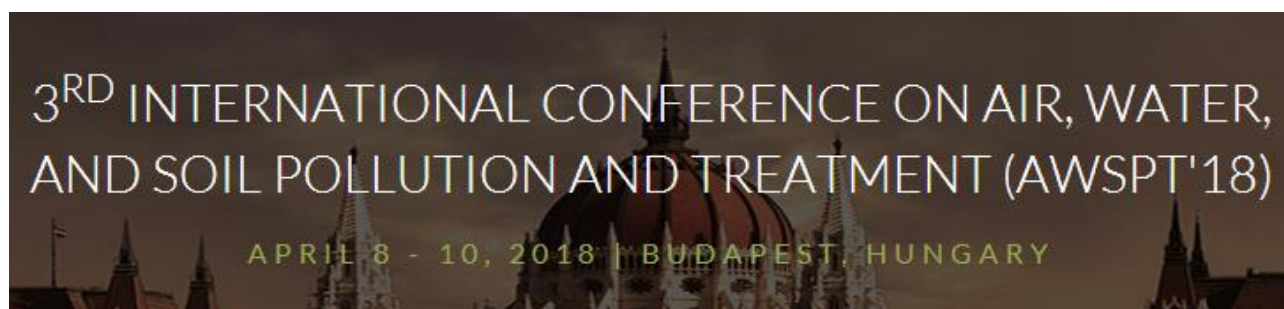 3RD INTERNATIONAL CONFERENCE ON AIR, WATER,
AND SOIL POLLUTION AND TREATMENT (AWSPT'18)
APRIL 8 - 10, 2018 | BUDAPEST, HUNGARY